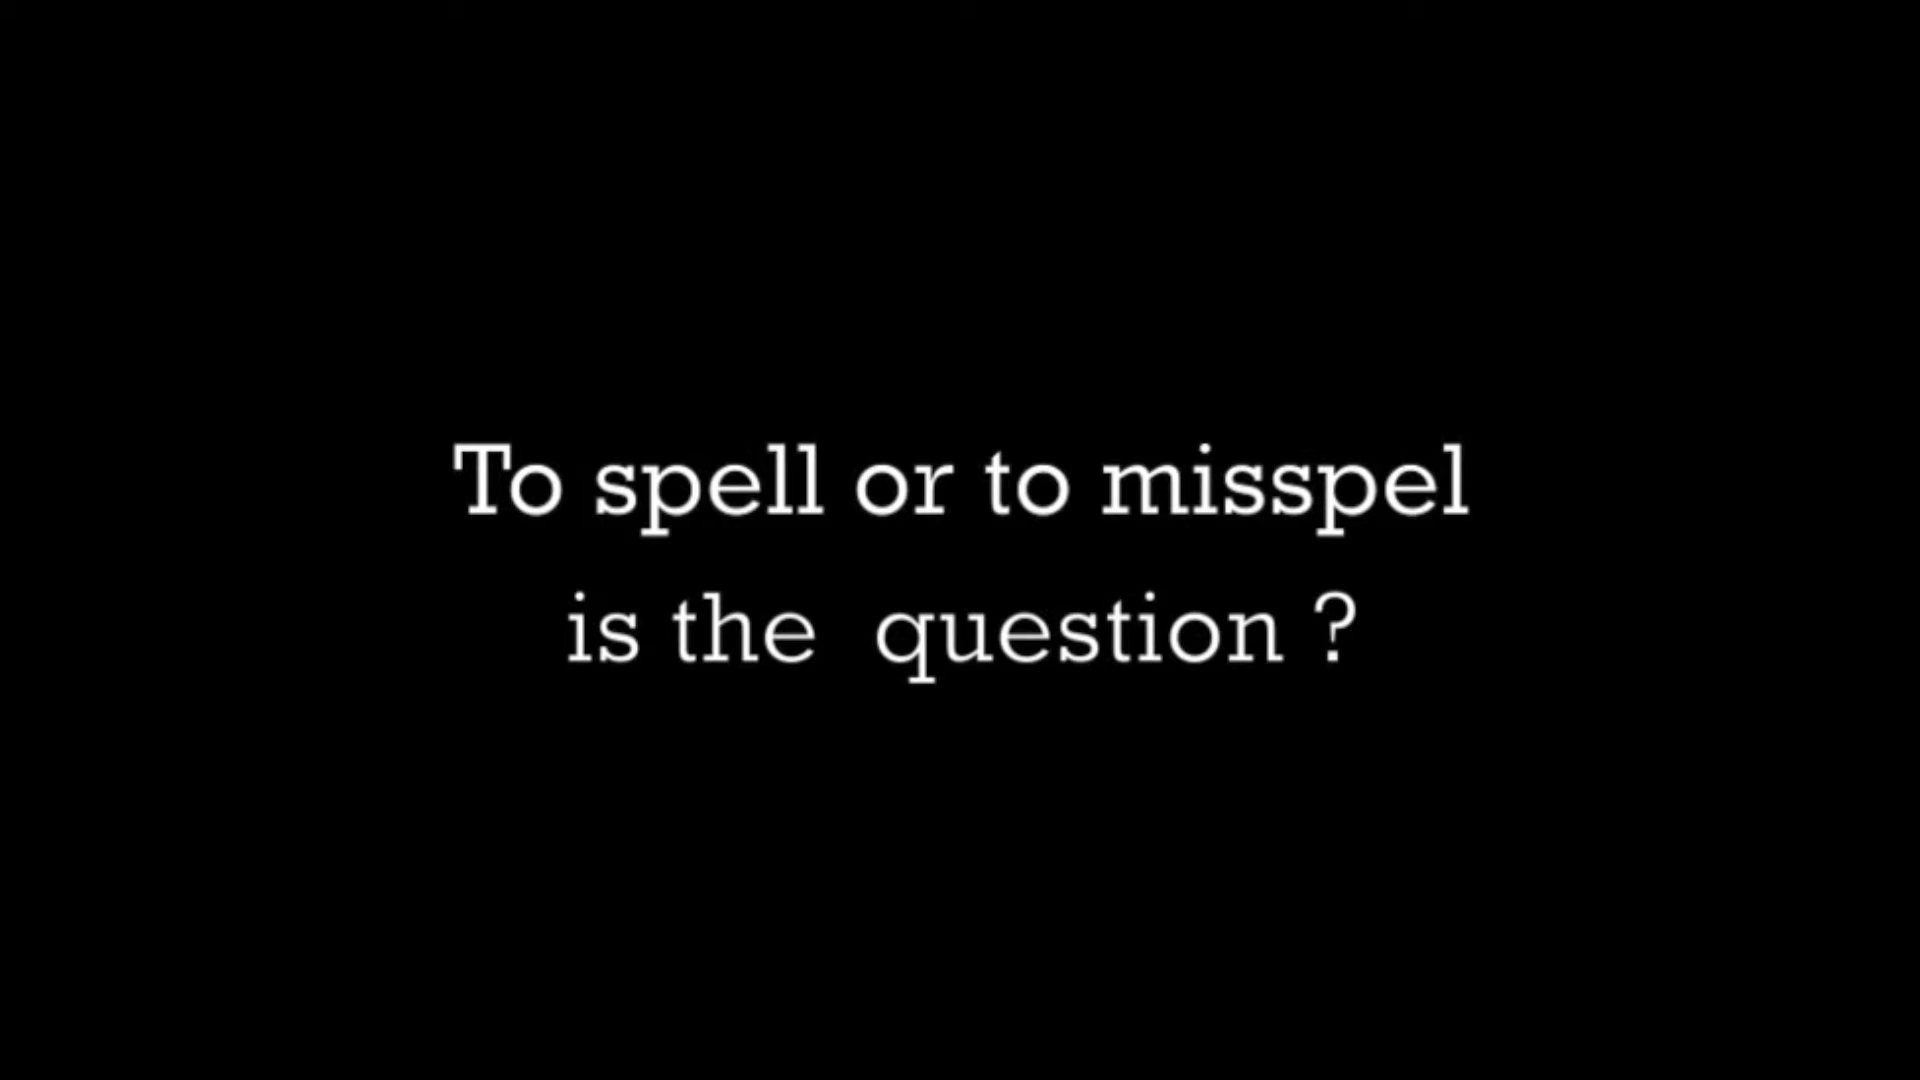 To spell or to misspel
is the  question ?